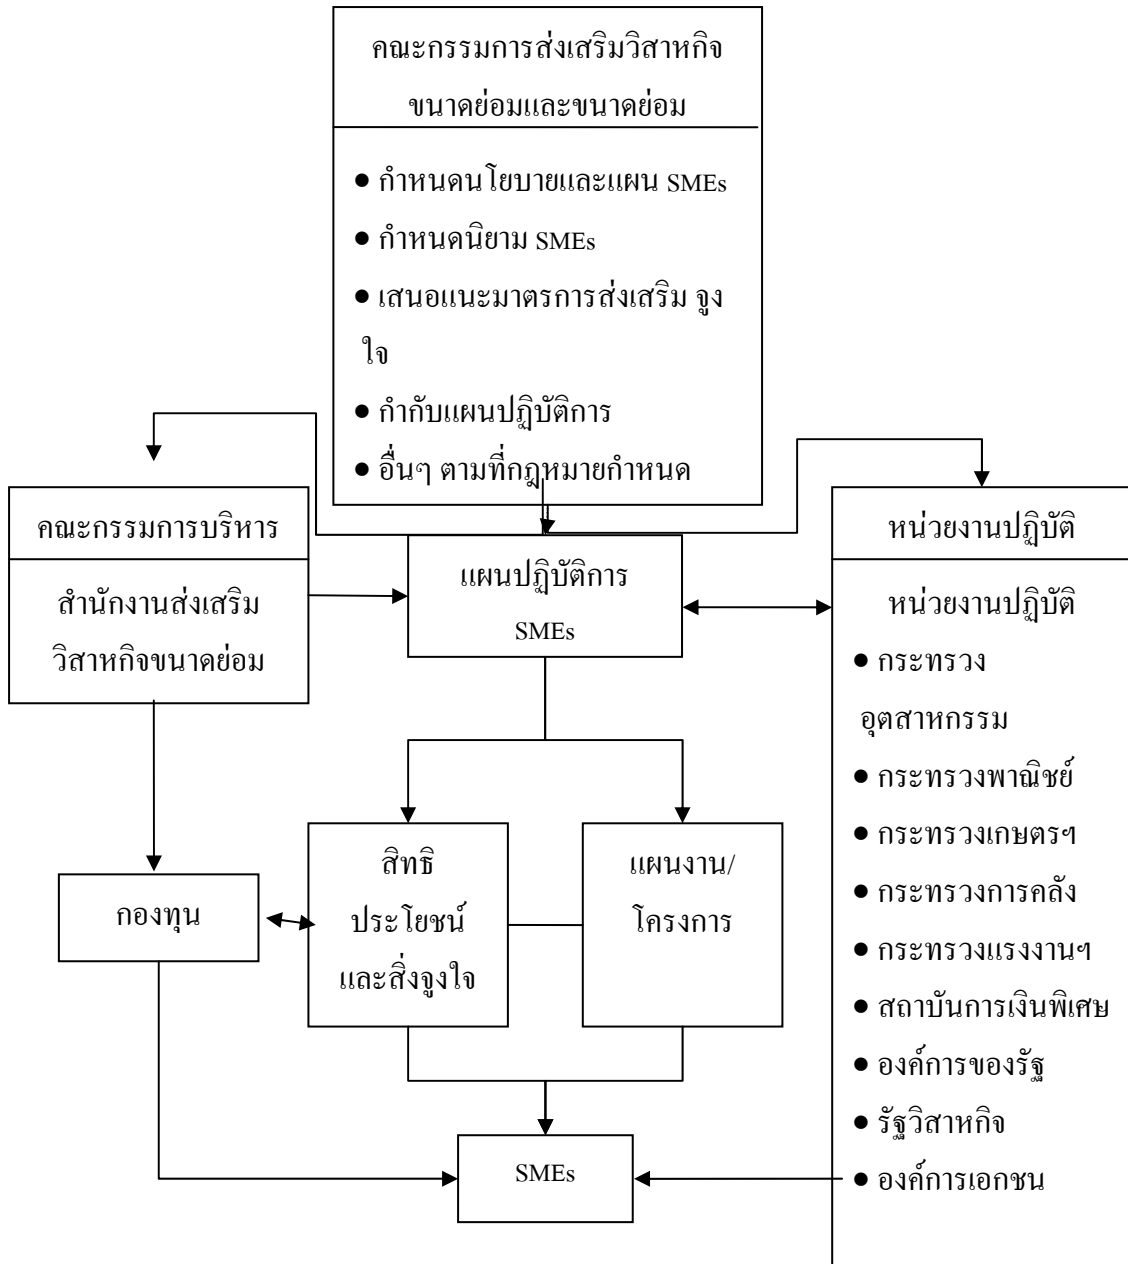 คณะกรรมการส่งเสริมวิสาหกิจ
ขนาดย่อมและขนาดย่อม
● กำหนดนโยบายและแผน SMEs
● กำหนดนิยาม SMEs
● เสนอแนะมาตรการส่งเสริม จูง
ใจ
● กำกับแผนปฏิบัติการ
● อื่นๆ ตามที่กฎหมายกำหนด
คณะกรรมการบริหาร
สำนักงานส่งเสริม
วิสาหกิจขนาดย่อม
แผนปฏิบัติการ
SMEs
หน่วยงานปฏิบัติ
หน่วยงานปฏิบัติ
● กระทรวง
อุตสาหกรรม
● กระทรวงพาณิชย์
● กระทรวงเกษตรฯ
● กระทรวงการคลัง
● กระทรวงแรงงานฯ
● สถาบันการเงินพิเศษ
● องค์การของรัฐ
● รัฐวิสาหกิจ
● องค์การเอกชน
กองทุน
สิทธิ
ประโยชน์
และสิ่งจูงใจ
แผนงาน/
โครงการ
SMEs